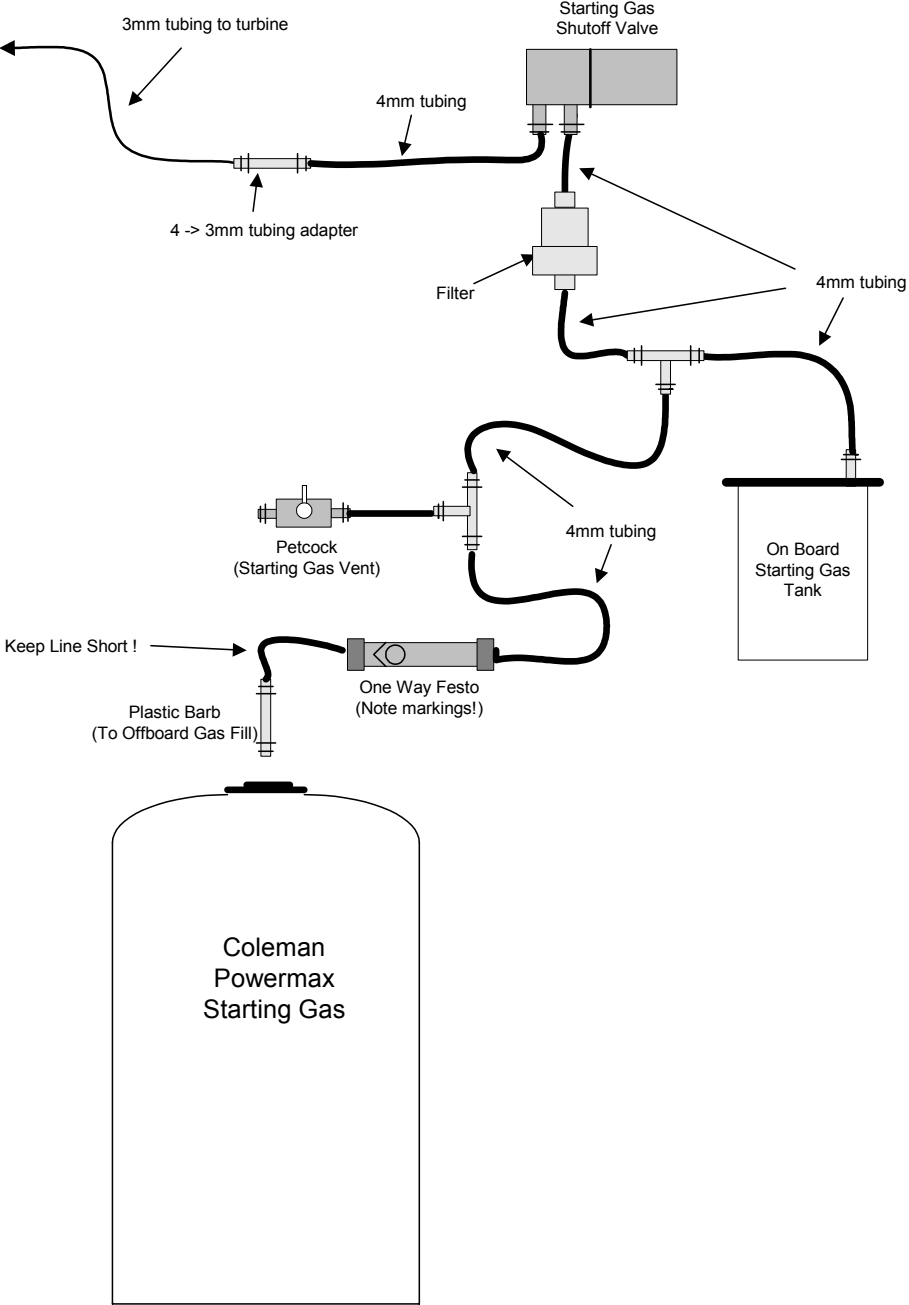 Starting Gas
Shutoff Valve
3mm tubing to turbine
4mm tubing
4 -> 3mm tubing adapter
Filter
4mm tubing
4mm tubing
Petcock
(Starting Gas Vent)
On Board
Starting Gas
Tank
Keep Line Short !
One Way Festo
(Note markings!)
Plastic Barb
(To Offboard Gas Fill)
Coleman
Powermax
Starting Gas